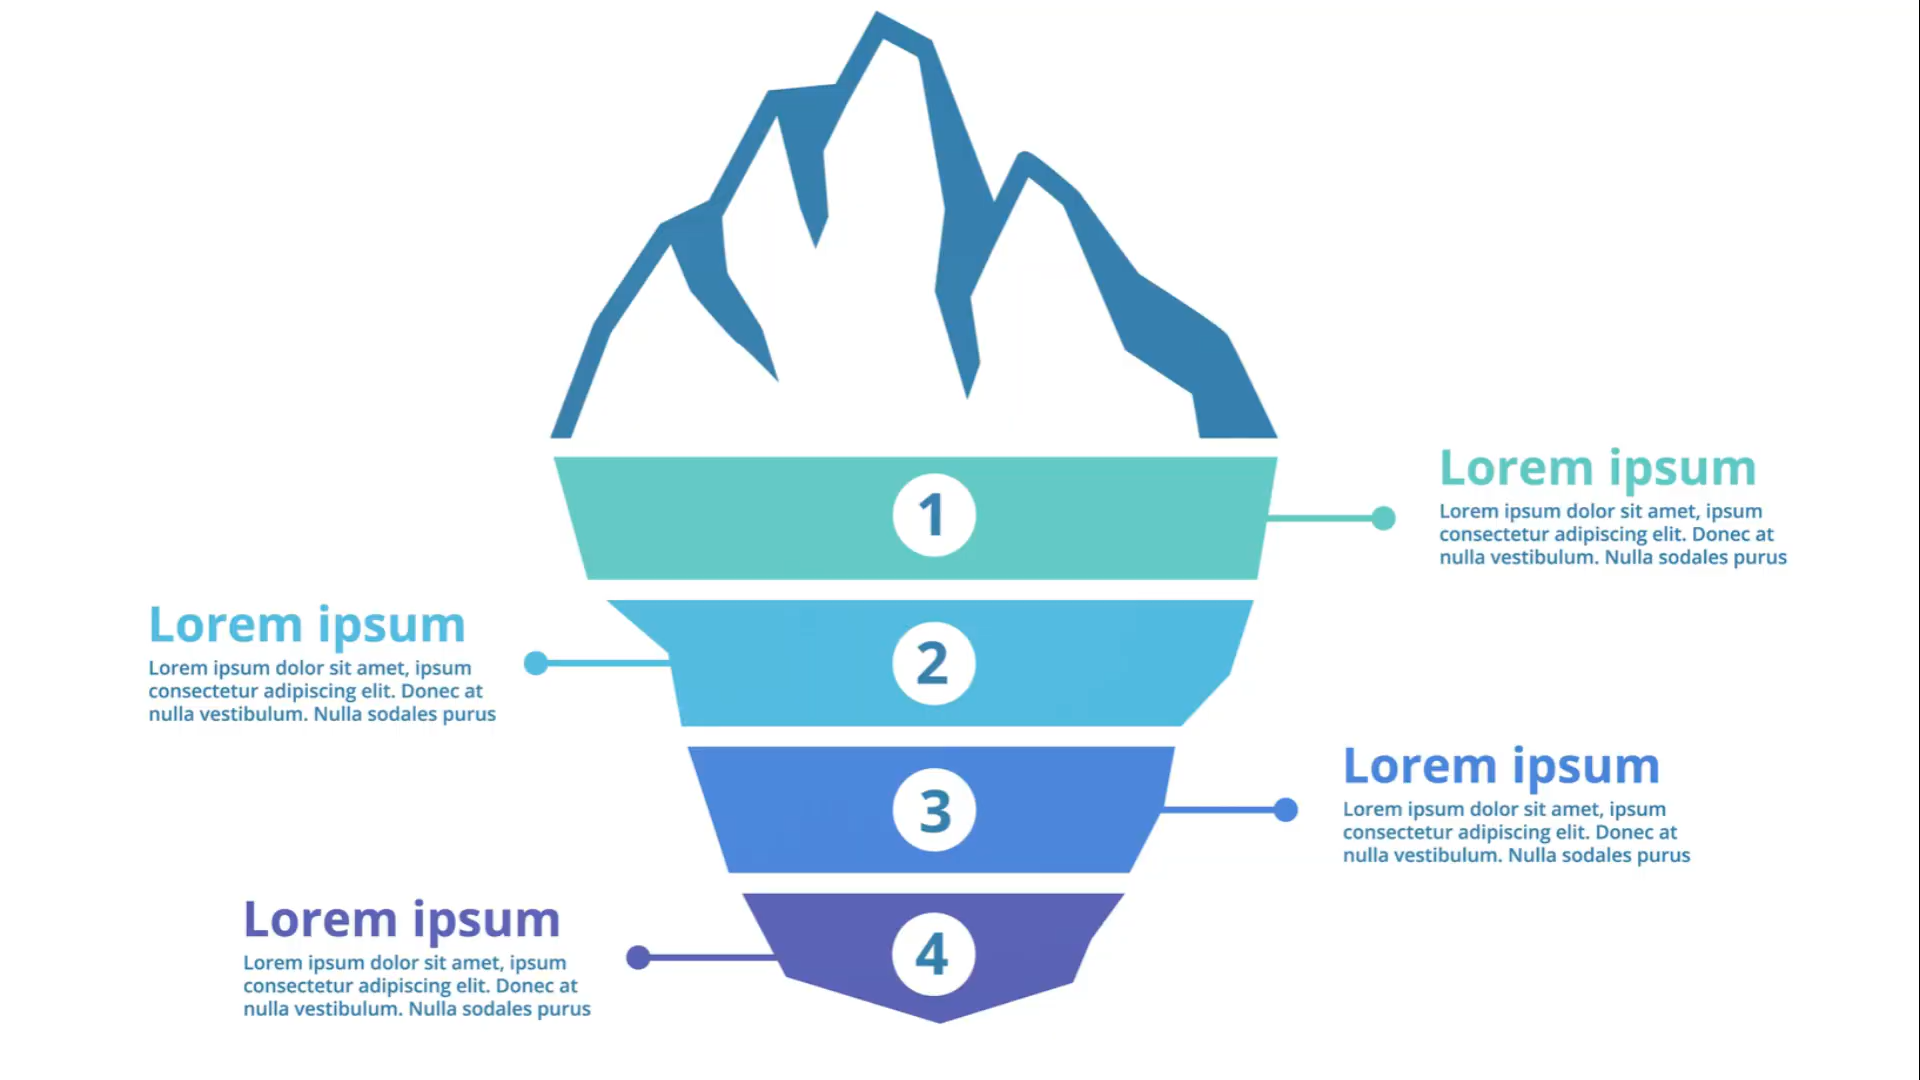 1
Lorem ipsum
Lorem ipsum dolor sit amet, ipsum
consectetur adipiscing elit. Donec at
nulla vestibulum. Nulla sodales purus
2
Lorem ipsum
Lorem ipsum dolor sit amet, ipsum
consectetur adipiscing elit. Donec at
nulla vestibulum. Nulla sodales purus
3
Lorem ipsum
Lorem ipsum dolor sit amet, ipsum
consectetur adipiscing elit. Donec at
nulla vestibulum. Nulla sodales purus
4
Lorem ipsum
Lorem ipsum dolor sit amet, ipsum
consectetur adipiscing elit. Donec at
nulla vestibulum. Nulla sodales purus